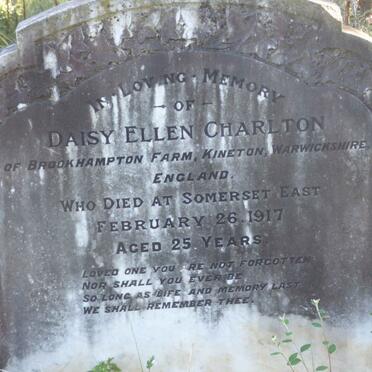 IN LOVING MEMORY
OF
DAISY ELLEN CHARLTON
OF BROOKHAMPTON FARM, KINETON, WARWICKSHIRE,
ENGLAND.
WHO DIED AT SOMERSET EAST
FEBRUARY 26. 1917
AGED 25 YEARS.
LOVED ONE YOU'RE NOT FORGOTTEN
NOR SHALL YOU EVER BE
SO LONG AS LIFE AND MEMORY LAST
WE SHALL REMEMBER THEE.